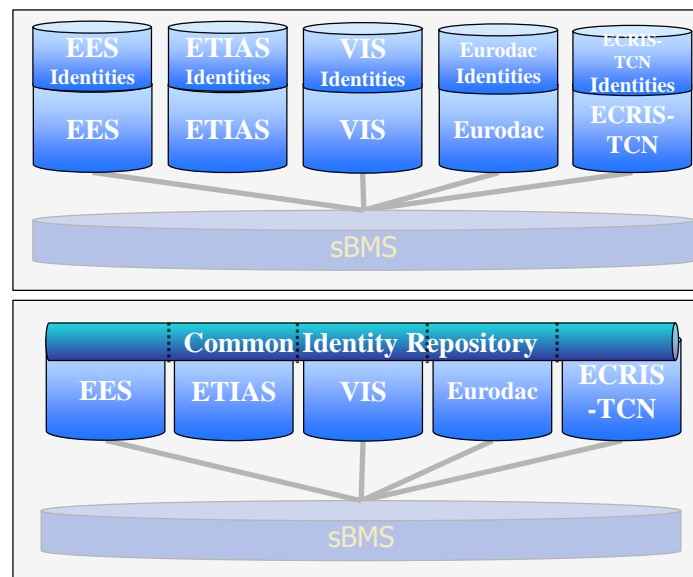 EES
Identities
ETIAS
Identities
VIS
Identities
Eurodac
Identities
ECRIS-
TCN
Identities
EES
ETIAS
VIS
Eurodac
ECRIS-
TCN
sBMS
Common Identity Repository
EES
ETIAS
VIS
Eurodac
ECRIS
-TCN
sBMS